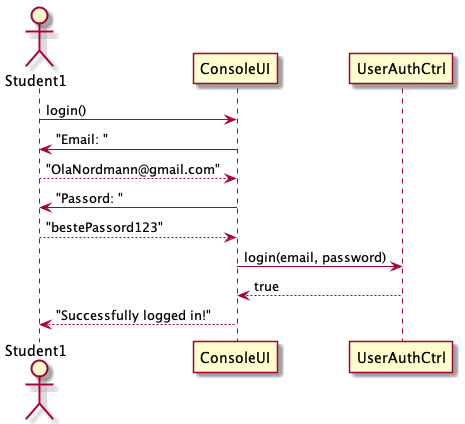 Student1
ConsoleUI
UserAuthCtrl
login()
"Email: "
"OlaNordmann@gmail.com"
"Passord: "
"bestePassord123"
login(email, password)
true
"Successfully logged in!"
Student1
ConsoleUI
UserAuthCtrl